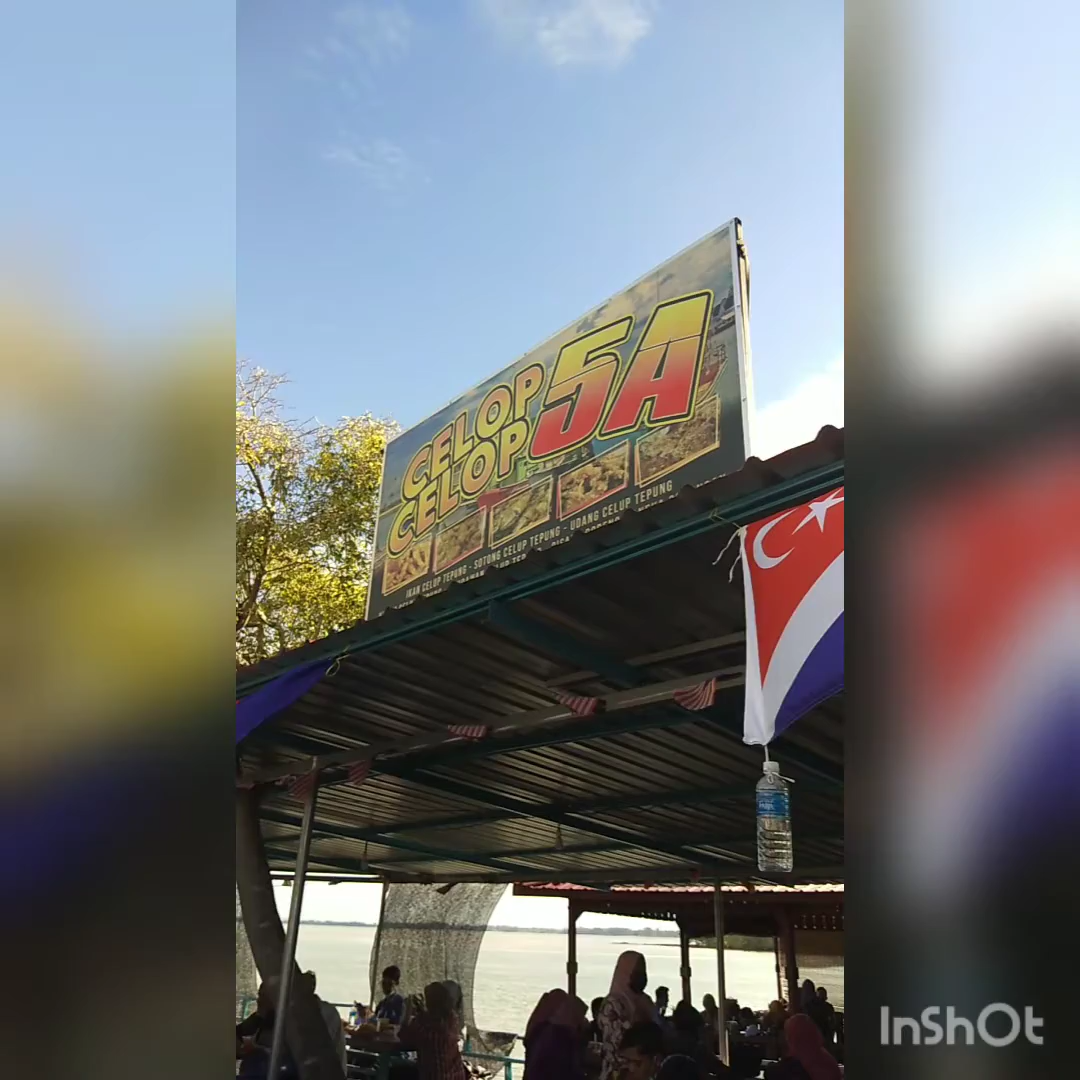 CELOP
CELOP 5A
IKAN CELUP TEPUNG - SOTONG CELUP TEPUNG - UDANG CELUP TEPUNG
InShOt